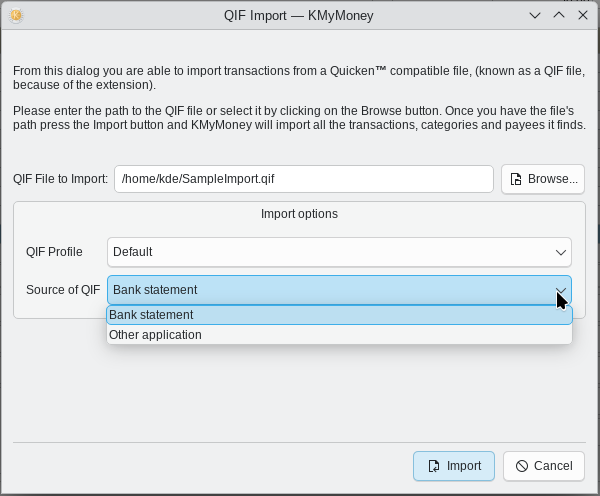 QIF Import — KMyMoney
From this dialog you are able to import transactions from a Quicken™ compatible file, (known as a QIF file,
because of the extension).
Please enter the path to the QIF file or select it by clicking on the Browse button. Once you have the file's
path press the Import button and KMyMoney will import all the transactions, categories and payees it finds.
QIF File to Import: /home/kde/SampleImport.qif Browse...
Import options
QIF Profile Default
Source of QIF Bank statement
Bank statement
Other application
Import Cancel